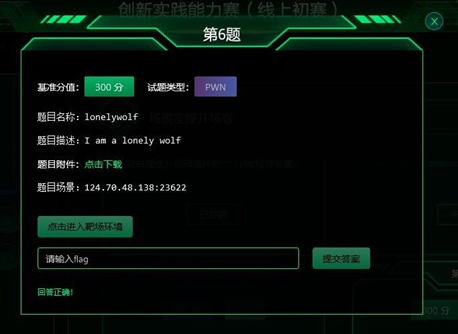 创新实践能力赛（线上初赛）
第6题
X
基准分值： 300 分 试题类型： PWN
题目名称：lonelywolf
题目描述：I am a lonely wolf
题目附件：点击下载
题目场景：124.70.48.138:23622
点击进入靶场环境
请输入flag 提交答案
回答正确!
300 分